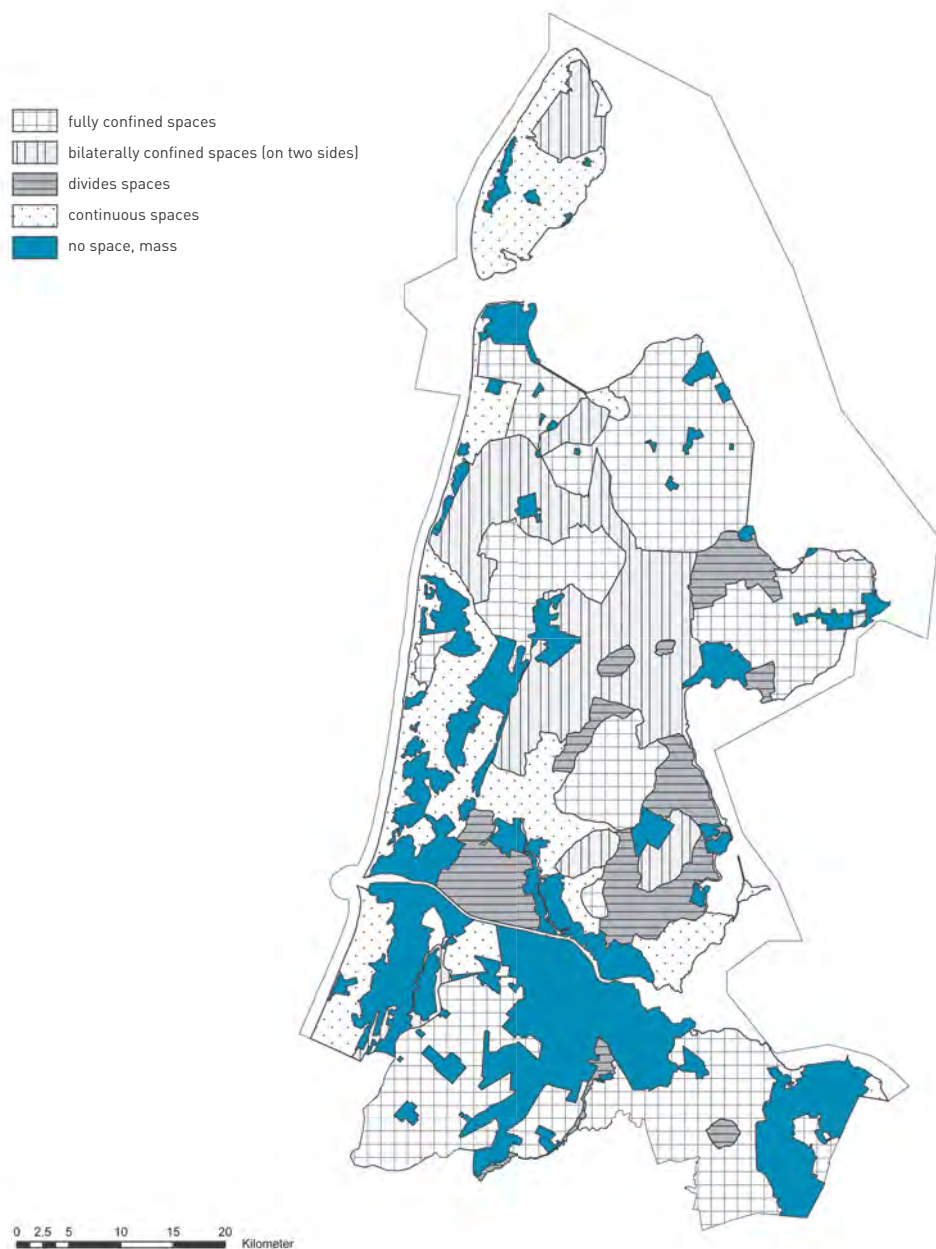 fully confined spaces
bilaterally confined spaces (on two sides)
divides spaces
continuous spaces
no space, mass
0 2.5 5 10 15 20
Kilometer